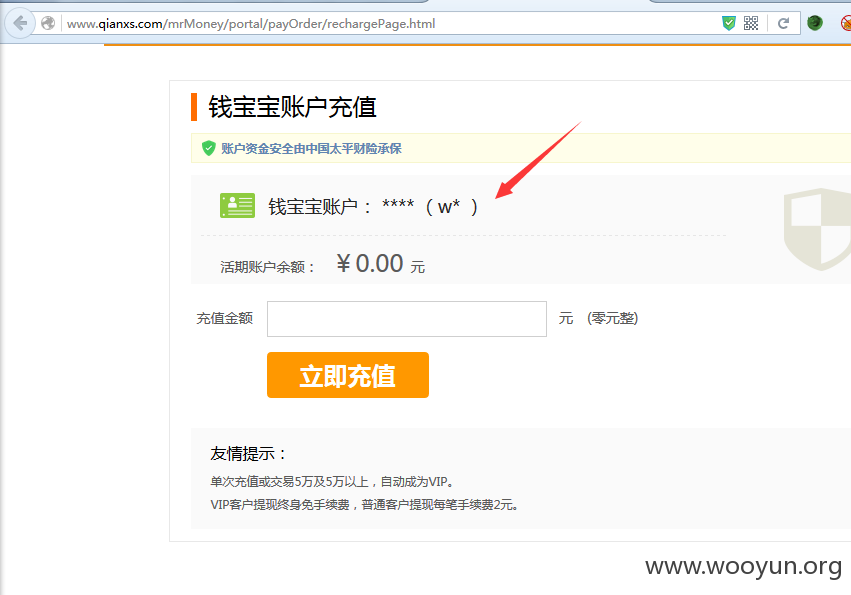 www.qianxs.com/mrMoney/portal/payOrder/rechargePage.html
钱宝宝账户充值
账户资金安全由中国太平财险承保
钱宝宝账户： **** （ w* ）
活期账户余额： ¥ 0.00 元
充值金额 元 (零元整)
立即充值
友情提示：
单次充值或交易5万及5万以上，自动成为VIP。
VIP客户提现终身免手续费，普通客户提现每笔手续费2元。
www.wooyun.org